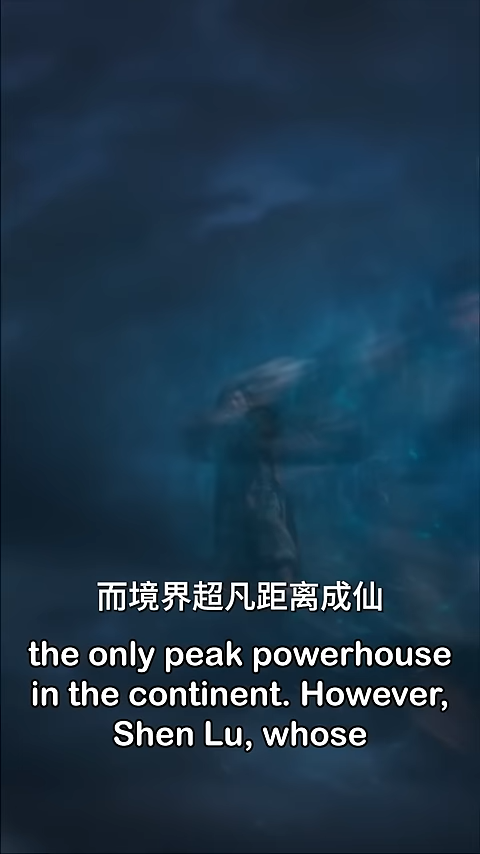 而境界超凡距离成仙
the only peak powerhouse
in the continent. However,
Shen Lu, whose